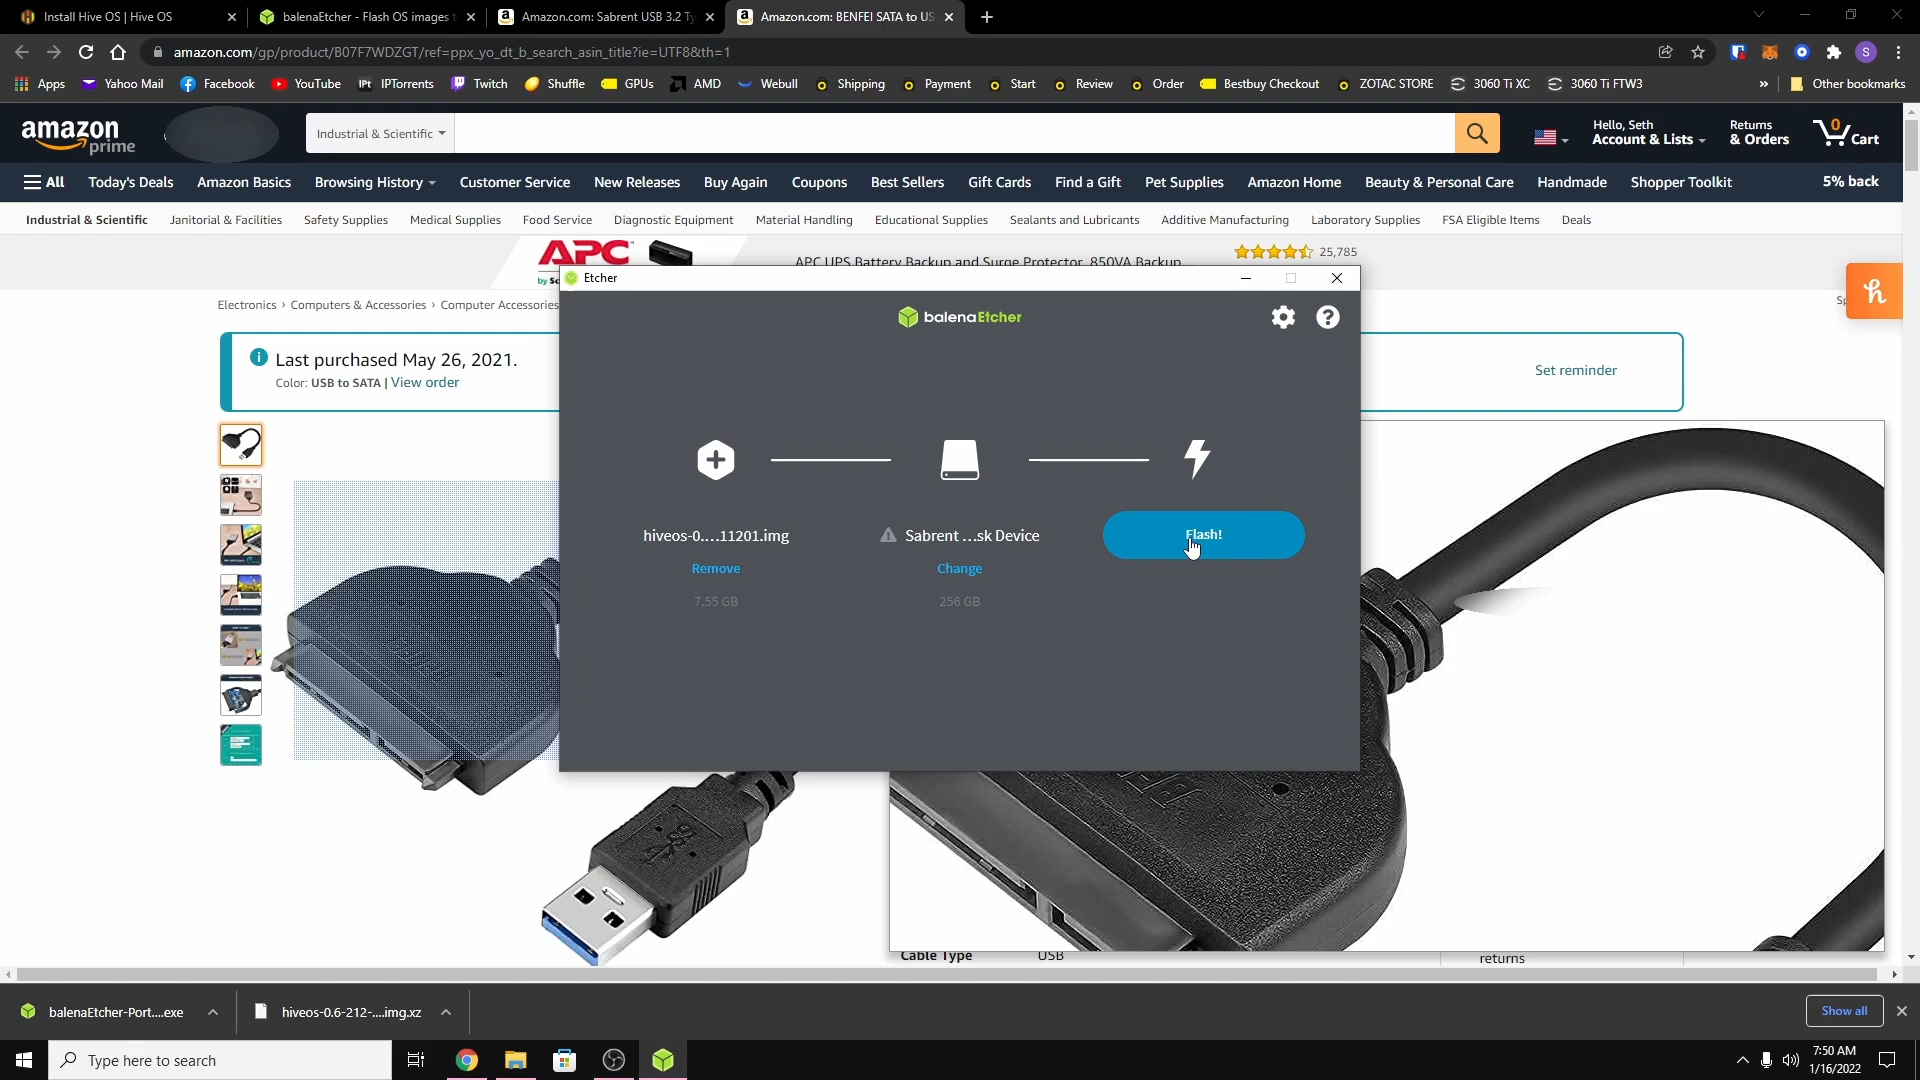 Install Hive OS | Hive OS
balenaEtcher - Flash OS images t
Amazon.com: Sabrent USB 3.2 Ty
Amazon.com: BENFEI SATA to US
amazon.com/gp/product/B07F7WDZGT/ref=ppx_yo_dt_b_search_asin_title?ie=UTF8&th=1
S
Apps
Yahoo Mail
Facebook
YouTube
IPTorrents
Twitch
Shuffle
GPUs
AMD
Webull
Shipping
Payment
Start
Review
Order
Bestbuy Checkout
ZOTAC STORE
3060 Ti XC
3060 Ti FTW3
»
Other bookmarks
amazon prime
Industrial & Scientific
Hello, Seth
Account & Lists
Returns
& Orders
0
Cart
All
Today's Deals
Amazon Basics
Browsing History
Customer Service
New Releases
Buy Again
Coupons
Best Sellers
Gift Cards
Find a Gift
Pet Supplies
Amazon Home
Beauty & Personal Care
Handmade
Shopper Toolkit
5% back
Industrial & Scientific
Janitorial & Facilities
Safety Supplies
Medical Supplies
Food Service
Diagnostic Equipment
Material Handling
Educational Supplies
Sealants and Lubricants
Additive Manufacturing
Laboratory Supplies
FSA Eligible Items
Deals
APC
by Sc
APC UPS Battery Backup and Surge Protector, 850VA Backup...
25,785
Electronics › Computers & Accessories › Computer Accessories
Sp
h
Last purchased May 26, 2021.
Color: USB to SATA | View order
Set reminder
Etcher
balenaEtcher
hiveos-0....11201.img
Remove
7.55 GB
Sabrent ...sk Device
Change
256 GB
Flash!
Cable Type
USB
returns
balenaEtcher-Port....exe
hiveos-0.6-212-....img.xz
Show all
Type here to search
7:50 AM
1/16/2022